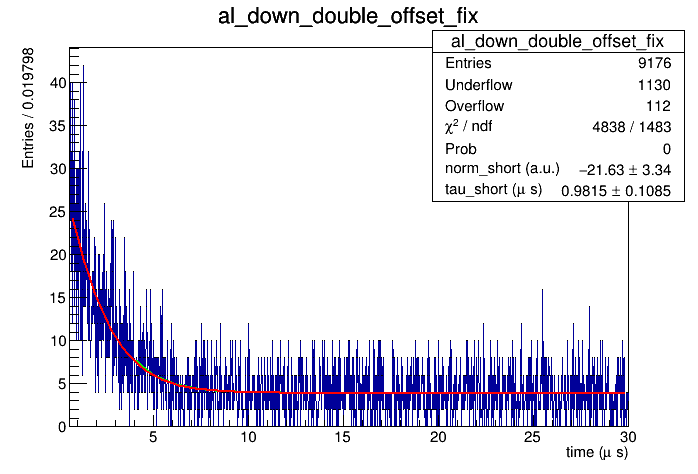 al_down_double_offset_fix
al_down_double_offset_fix
Entries 9176
Underflow 1130
Overflow 112
χ² / ndf 4838 / 1483
Prob 0
norm_short (a.u.) −21.63 ± 3.34
tau_short (μ s) 0.9815 ± 0.1085
Entries / 0.019798
40
35
30
25
20
15
10
5
0
5 10 15 20 25 30
time (μ s)